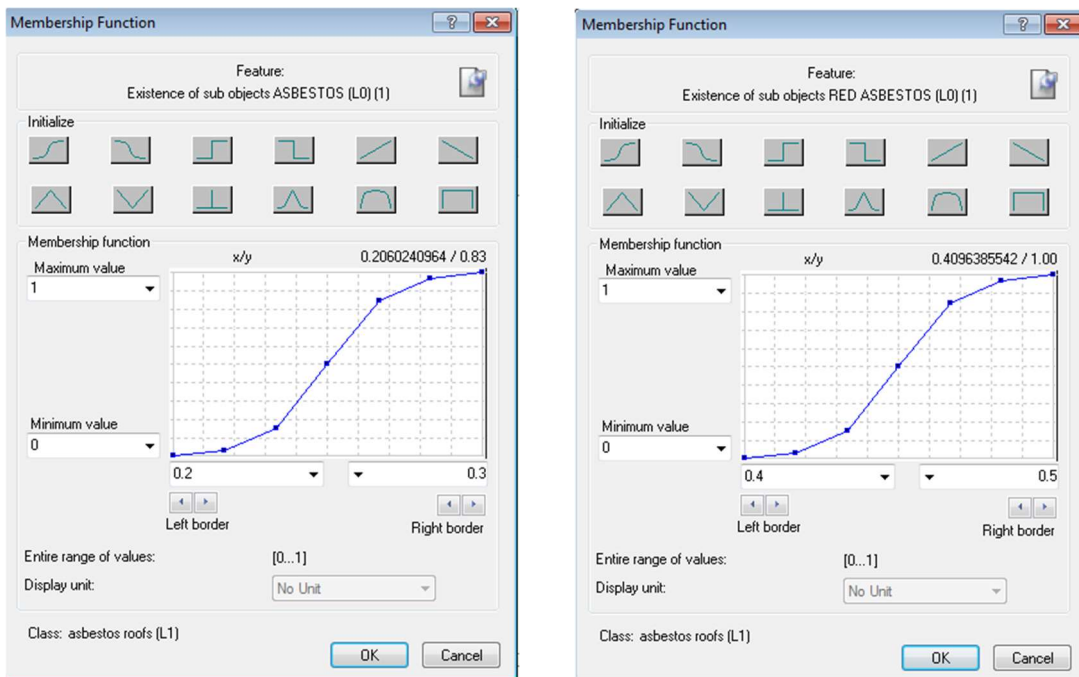 Membership Function
Feature:
Existence of sub objects ASBESTOS (L0) (1)
Initialize
Membership function
Maximum value
x/y
0.2060240964 / 0.83
1
Minimum value
0
0.2
0.3
Left border
Right border
Entire range of values:
[0...1]
Display unit:
No Unit
Class: asbestos roofs (L1)
OK
Cancel
Membership Function
Feature:
Existence of sub objects RED ASBESTOS (L0) (1)
Initialize
Membership function
Maximum value
x/y
0.4096385542 / 1.00
1
Minimum value
0
0.4
0.5
Left border
Right border
Entire range of values:
[0...1]
Display unit:
No Unit
Class: asbestos roofs (L1)
OK
Cancel